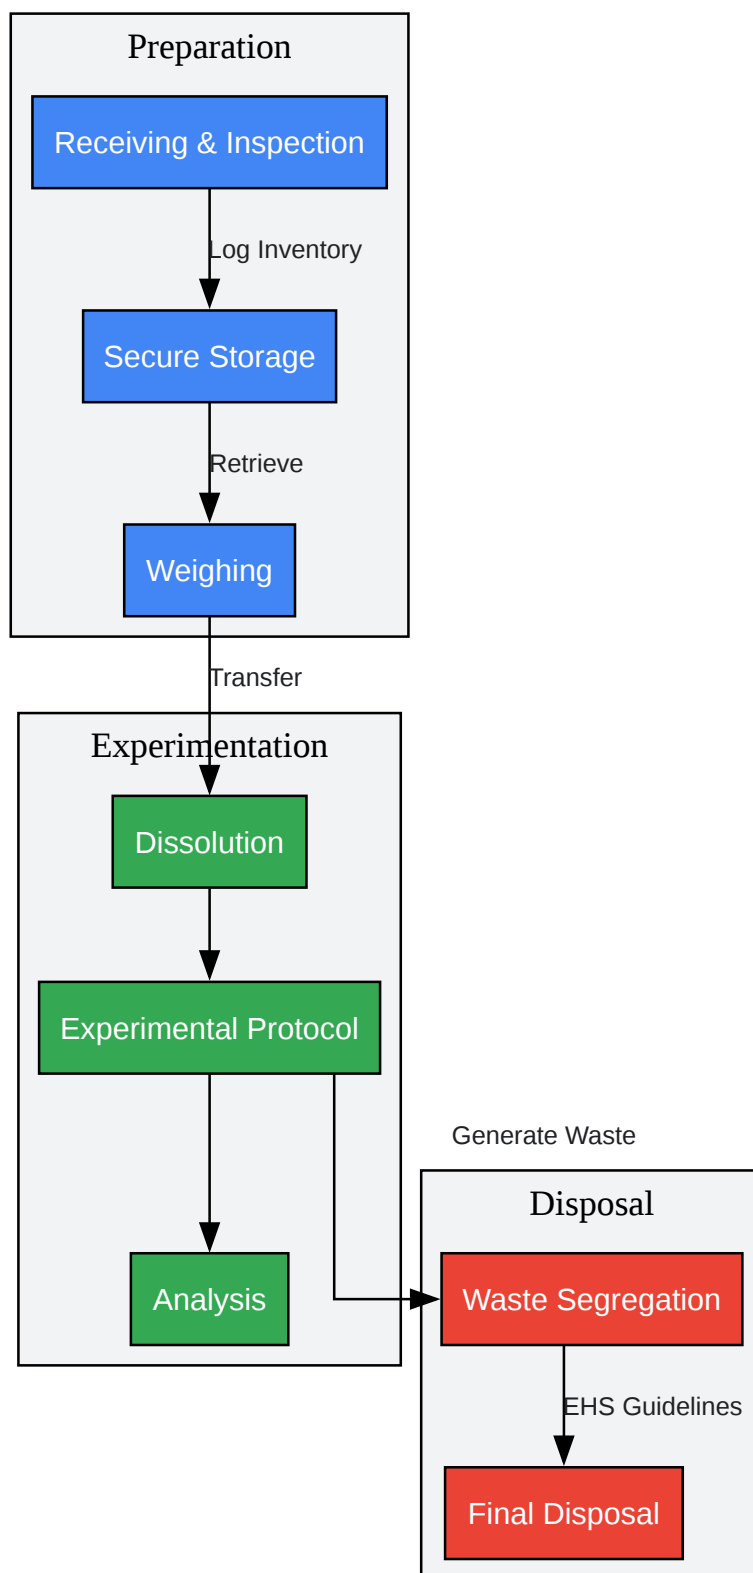 Preparation
Receiving & Inspection
Log Inventory
Secure Storage
Retrieve
Weighing
Transfer
Experimentation
Dissolution
Experimental Protocol
Generate Waste
Disposal
Analysis
Waste Segregation
EHS Guidelines
Final Disposal